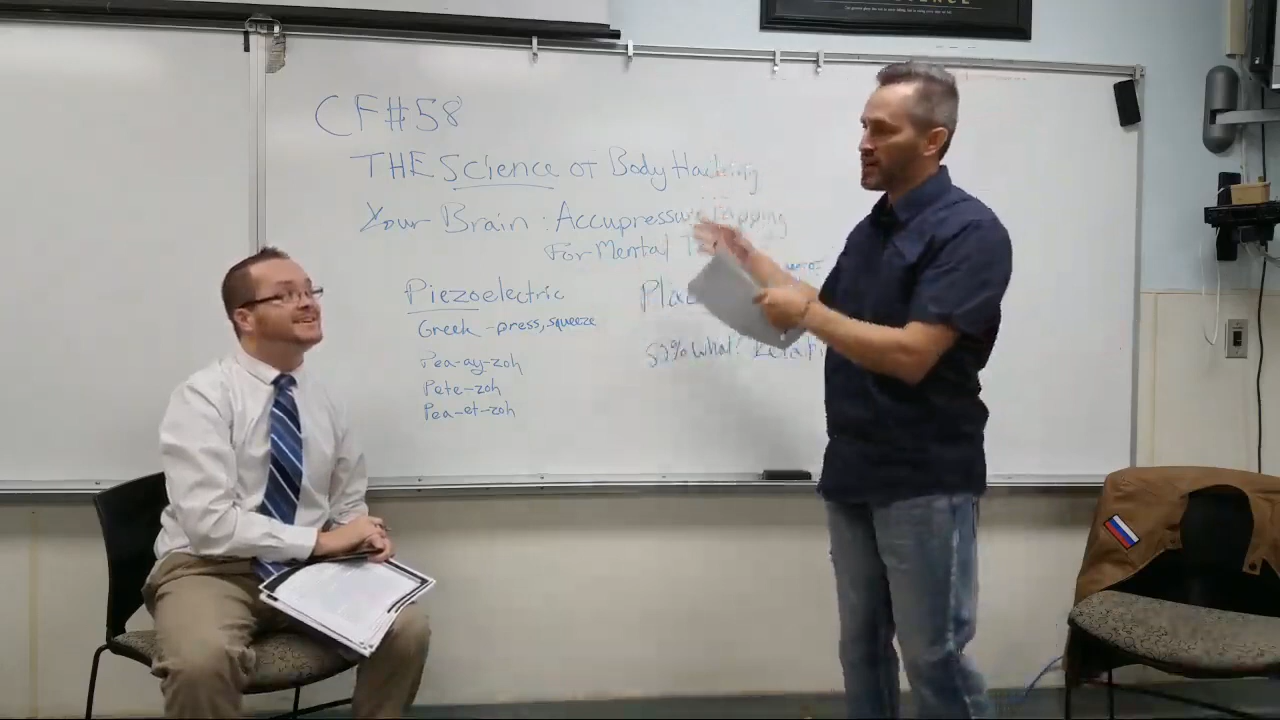 CF#58
THE Science of Body Hacking
Your Brain: Accupressure Tapping
For Mental
Piezoelectric
Greek - press, squeeze
Pea-ay-zoh
Pete-zoh
Pea-et-zoh
57% What?